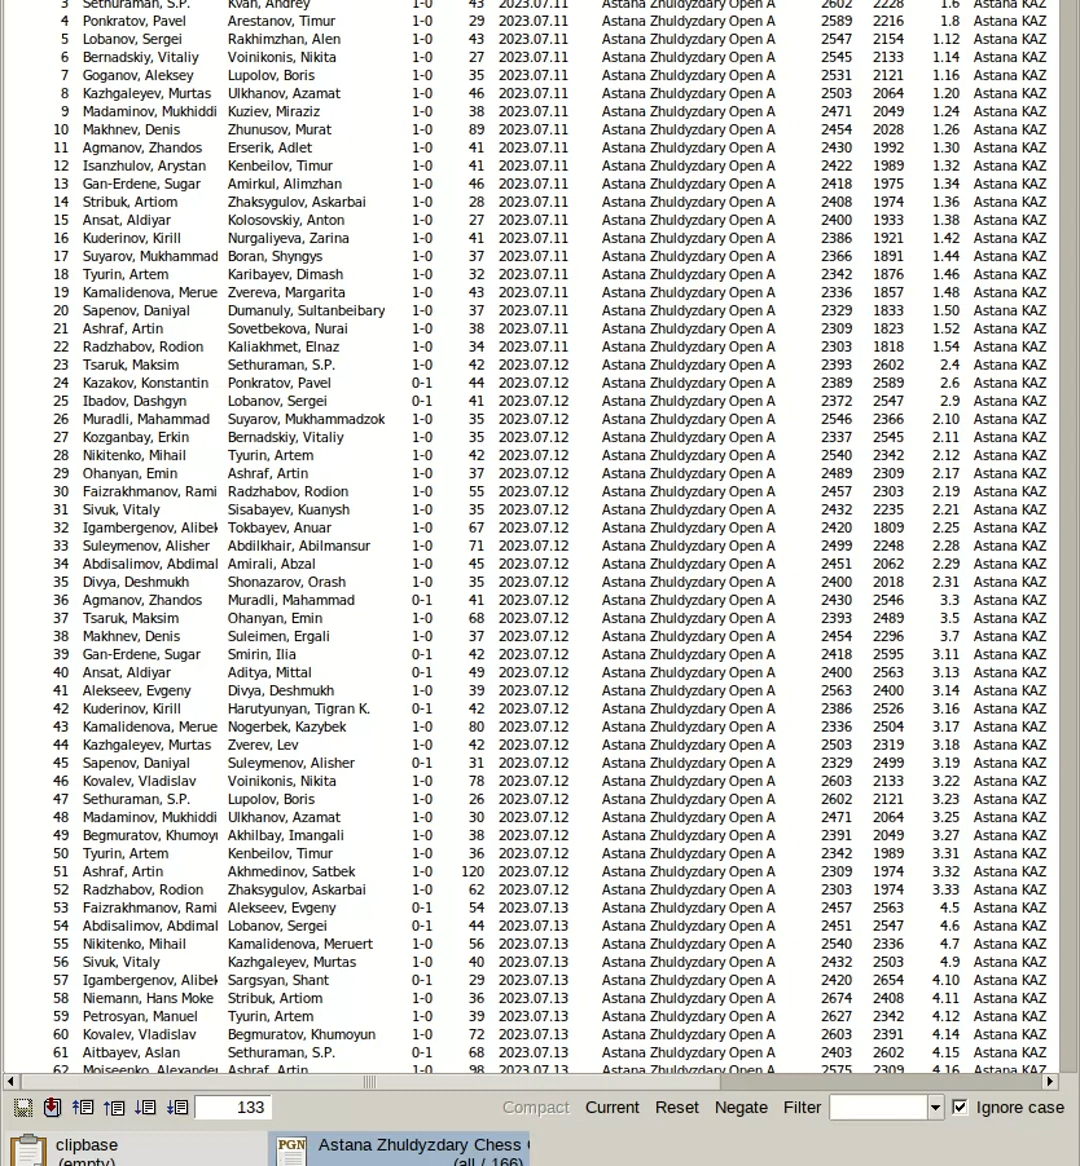 3 Sethuraman, S.P. Kvan, Andrey 1-0 43 2023.07.11 Astana Zhuldyzdary Open A 2602 2228 1.6 Astana KAZ
4 Ponkratov, Pavel Arestanov, Timur 1-0 29 2023.07.11 Astana Zhuldyzdary Open A 2589 2216 1.8 Astana KAZ
5 Lobanov, Sergei Rakhimzhan, Alen 1-0 43 2023.07.11 Astana Zhuldyzdary Open A 2547 2154 1.12 Astana KAZ
6 Bernadskiy, Vitaliy Voinikonis, Nikita 1-0 27 2023.07.11 Astana Zhuldyzdary Open A 2545 2133 1.14 Astana KAZ
7 Goganov, Aleksey Lupolov, Boris 1-0 35 2023.07.11 Astana Zhuldyzdary Open A 2531 2121 1.16 Astana KAZ
8 Kazhgaleyev, Murtas Ulkhanov, Azamat 1-0 46 2023.07.11 Astana Zhuldyzdary Open A 2503 2064 1.20 Astana KAZ
9 Madaminov, Mukhiddi Kuziev, Miraziz 1-0 38 2023.07.11 Astana Zhuldyzdary Open A 2471 2049 1.24 Astana KAZ
10 Makhnev, Denis Zhunusov, Murat 1-0 89 2023.07.11 Astana Zhuldyzdary Open A 2454 2028 1.26 Astana KAZ
11 Agmanov, Zhandos Erserik, Adlet 1-0 41 2023.07.11 Astana Zhuldyzdary Open A 2430 1992 1.30 Astana KAZ
12 Isanzhulov, Arystan Kenbeilov, Timur 1-0 41 2023.07.11 Astana Zhuldyzdary Open A 2422 1989 1.32 Astana KAZ
13 Gan-Erdene, Sugar Amirkul, Alimzhan 1-0 46 2023.07.11 Astana Zhuldyzdary Open A 2418 1975 1.34 Astana KAZ
14 Stribuk, Artiom Zhaksygulov, Askarbai 1-0 28 2023.07.11 Astana Zhuldyzdary Open A 2408 1974 1.36 Astana KAZ
15 Ansat, Aldiyar Kolosovskiy, Anton 1-0 27 2023.07.11 Astana Zhuldyzdary Open A 2400 1933 1.38 Astana KAZ
16 Kuderinov, Kirill Nurgaliyeva, Zarina 1-0 41 2023.07.11 Astana Zhuldyzdary Open A 2386 1921 1.42 Astana KAZ
17 Suyarov, Mukhammad Boran, Shyngys 1-0 37 2023.07.11 Astana Zhuldyzdary Open A 2366 1891 1.44 Astana KAZ
18 Tyurin, Artem Karibayev, Dimash 1-0 32 2023.07.11 Astana Zhuldyzdary Open A 2342 1876 1.46 Astana KAZ
19 Kamalidenova, Merue Zvereva, Margarita 1-0 43 2023.07.11 Astana Zhuldyzdary Open A 2336 1857 1.48 Astana KAZ
20 Sapenov, Daniyal Dumanuly, Sultanbeibary 1-0 37 2023.07.11 Astana Zhuldyzdary Open A 2329 1833 1.50 Astana KAZ
21 Ashraf, Artin Sovetbekova, Nurai 1-0 38 2023.07.11 Astana Zhuldyzdary Open A 2309 1823 1.52 Astana KAZ
22 Radzhabov, Rodion Kaliakhmet, Elnaz 1-0 34 2023.07.11 Astana Zhuldyzdary Open A 2303 1818 1.54 Astana KAZ
23 Tsaruk, Maksim Sethuraman, S.P. 1-0 42 2023.07.12 Astana Zhuldyzdary Open A 2393 2602 2.4 Astana KAZ
24 Kazakov, Konstantin Ponkratov, Pavel 0-1 44 2023.07.12 Astana Zhuldyzdary Open A 2389 2589 2.6 Astana KAZ
25 Ibadov, Dashgyn Lobanov, Sergei 0-1 41 2023.07.12 Astana Zhuldyzdary Open A 2372 2547 2.9 Astana KAZ
26 Muradli, Mahammad Suyarov, Mukhammadzok 1-0 35 2023.07.12 Astana Zhuldyzdary Open A 2546 2366 2.10 Astana KAZ
27 Kozganbay, Erkin Bernadskiy, Vitaliy 1-0 35 2023.07.12 Astana Zhuldyzdary Open A 2337 2545 2.11 Astana KAZ
28 Nikitenko, Mihail Tyurin, Artem 1-0 42 2023.07.12 Astana Zhuldyzdary Open A 2540 2342 2.12 Astana KAZ
29 Ohanyan, Emin Ashraf, Artin 1-0 37 2023.07.12 Astana Zhuldyzdary Open A 2489 2309 2.17 Astana KAZ
30 Faizrakhmanov, Rami Radzhabov, Rodion 1-0 55 2023.07.12 Astana Zhuldyzdary Open A 2457 2303 2.19 Astana KAZ
31 Sivuk, Vitaly Sisabayev, Kuanysh 1-0 35 2023.07.12 Astana Zhuldyzdary Open A 2432 2235 2.21 Astana KAZ
32 Igambergenov, Alibek Tokbayev, Anuar 1-0 67 2023.07.12 Astana Zhuldyzdary Open A 2420 1809 2.25 Astana KAZ
33 Suleymenov, Alisher Abdilkhair, Abilmansur 1-0 71 2023.07.12 Astana Zhuldyzdary Open A 2499 2248 2.28 Astana KAZ
34 Abdisalimov, Abdimal Amirali, Abzal 1-0 45 2023.07.12 Astana Zhuldyzdary Open A 2451 2062 2.29 Astana KAZ
35 Divya, Deshmukh Shonazarov, Orash 1-0 35 2023.07.12 Astana Zhuldyzdary Open A 2400 2018 2.31 Astana KAZ
36 Agmanov, Zhandos Muradli, Mahammad 0-1 41 2023.07.12 Astana Zhuldyzdary Open A 2430 2546 3.3 Astana KAZ
37 Tsaruk, Maksim Ohanyan, Emin 1-0 68 2023.07.12 Astana Zhuldyzdary Open A 2393 2489 3.5 Astana KAZ
38 Makhnev, Denis Suleimen, Ergali 1-0 37 2023.07.12 Astana Zhuldyzdary Open A 2454 2296 3.7 Astana KAZ
39 Gan-Erdene, Sugar Smirin, Ilia 0-1 42 2023.07.12 Astana Zhuldyzdary Open A 2418 2595 3.11 Astana KAZ
40 Ansat, Aldiyar Aditya, Mittal 0-1 49 2023.07.12 Astana Zhuldyzdary Open A 2400 2563 3.13 Astana KAZ
41 Alekseev, Evgeny Divya, Deshmukh 1-0 39 2023.07.12 Astana Zhuldyzdary Open A 2563 2400 3.14 Astana KAZ
42 Kuderinov, Kirill Harutyunyan, Tigran K. 0-1 42 2023.07.12 Astana Zhuldyzdary Open A 2386 2526 3.16 Astana KAZ
43 Kamalidenova, Merue Nogerbek, Kazybek 1-0 80 2023.07.12 Astana Zhuldyzdary Open A 2336 2504 3.17 Astana KAZ
44 Kazhgaleyev, Murtas Zverev, Lev 1-0 42 2023.07.12 Astana Zhuldyzdary Open A 2503 2319 3.18 Astana KAZ
45 Sapenov, Daniyal Suleymenov, Alisher 0-1 31 2023.07.12 Astana Zhuldyzdary Open A 2329 2499 3.19 Astana KAZ
46 Kovalev, Vladislav Voinikonis, Nikita 1-0 78 2023.07.12 Astana Zhuldyzdary Open A 2603 2133 3.22 Astana KAZ
47 Sethuraman, S.P. Lupolov, Boris 1-0 26 2023.07.12 Astana Zhuldyzdary Open A 2602 2121 3.23 Astana KAZ
48 Madaminov, Mukhiddi Ulkhanov, Azamat 1-0 30 2023.07.12 Astana Zhuldyzdary Open A 2471 2064 3.25 Astana KAZ
49 Begmuratov, Khumoyu Akhilbay, Imangali 1-0 38 2023.07.12 Astana Zhuldyzdary Open A 2391 2049 3.27 Astana KAZ
50 Tyurin, Artem Kenbeilov, Timur 1-0 36 2023.07.12 Astana Zhuldyzdary Open A 2342 1989 3.31 Astana KAZ
51 Ashraf, Artin Akhmedinov, Satbek 1-0 120 2023.07.12 Astana Zhuldyzdary Open A 2309 1974 3.32 Astana KAZ
52 Radzhabov, Rodion Zhaksygulov, Askarbai 1-0 62 2023.07.12 Astana Zhuldyzdary Open A 2303 1974 3.33 Astana KAZ
53 Faizrakhmanov, Rami Alekseev, Evgeny 0-1 54 2023.07.13 Astana Zhuldyzdary Open A 2457 2563 4.5 Astana KAZ
54 Abdisalimov, Abdimal Lobanov, Sergei 0-1 44 2023.07.13 Astana Zhuldyzdary Open A 2451 2547 4.6 Astana KAZ
55 Nikitenko, Mihail Kamalidenova, Meruert 1-0 56 2023.07.13 Astana Zhuldyzdary Open A 2540 2336 4.7 Astana KAZ
56 Sivuk, Vitaly Kazhgaleyev, Murtas 1-0 40 2023.07.13 Astana Zhuldyzdary Open A 2432 2503 4.9 Astana KAZ
57 Igambergenov, Alibek Sargsyan, Shant 0-1 29 2023.07.13 Astana Zhuldyzdary Open A 2420 2654 4.10 Astana KAZ
58 Niemann, Hans Moke Stribuk, Artiom 1-0 36 2023.07.13 Astana Zhuldyzdary Open A 2674 2408 4.11 Astana KAZ
59 Petrosyan, Manuel Tyurin, Artem 1-0 39 2023.07.13 Astana Zhuldyzdary Open A 2627 2342 4.12 Astana KAZ
60 Kovalev, Vladislav Begmuratov, Khumoyun 1-0 72 2023.07.13 Astana Zhuldyzdary Open A 2603 2391 4.14 Astana KAZ
61 Aitbayev, Aslan Sethuraman, S.P. 0-1 68 2023.07.13 Astana Zhuldyzdary Open A 2403 2602 4.15 Astana KAZ
62 Moiseenko, Alexander Ashraf, Artin 1-0 98 2023.07.13 Astana Zhuldyzdary Open A 2575 2309 4.16 Astana KAZ
133 Compact Current Reset Negate Filter Ignore case
clipbase PGN Astana Zhuldyzdary Chess
(empty) (all / 166)